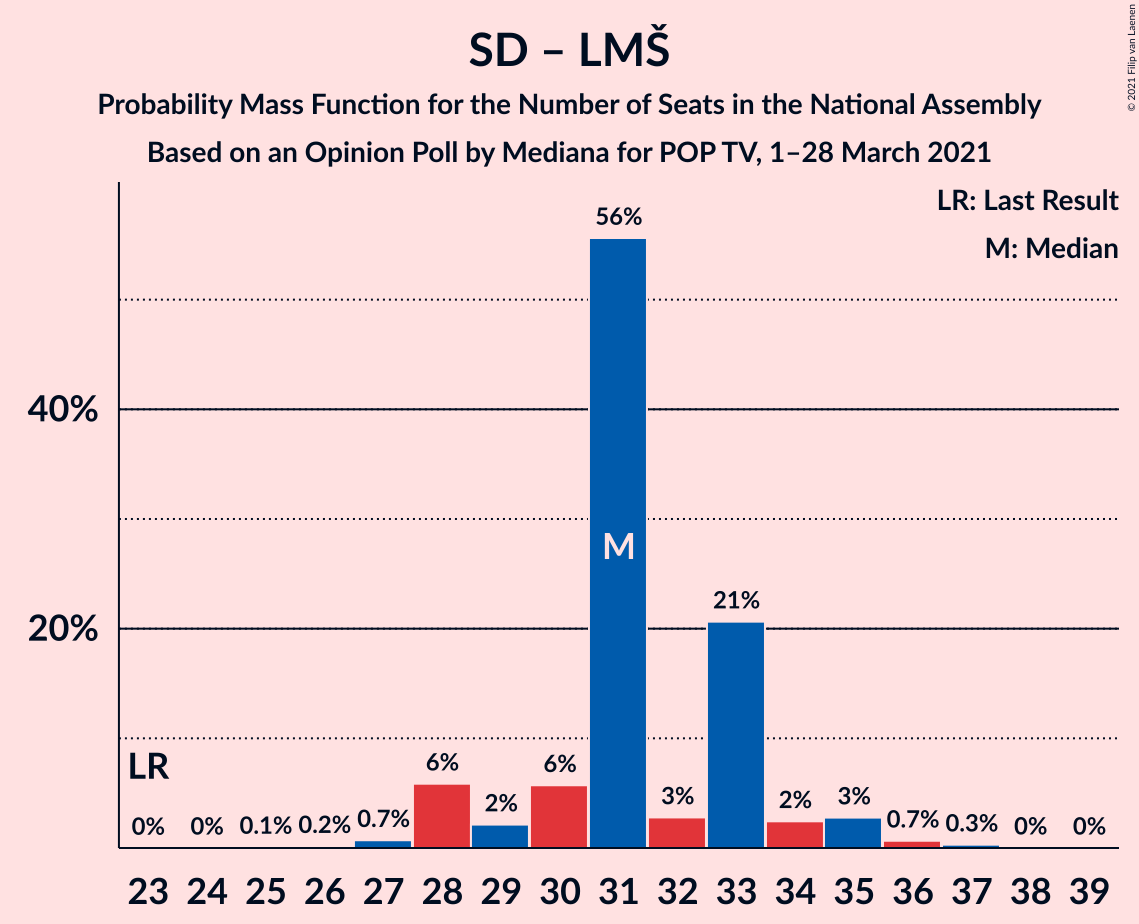 SD – LMŠ
Probability Mass Function for the Number of Seats in the National Assembly
Based on an Opinion Poll by Mediana for POP TV, 1–28 March 2021
© 2021 Filip van Laenen
LR: Last Result
M: Median
56%
40%
M
21%
20%
LR
0% 0% 0.1% 0.2% 0.7% 6% 2% 6% 3% 2% 3% 0.7% 0.3% 0% 0%
23 24 25 26 27 28 29 30 31 32 33 34 35 36 37 38 39